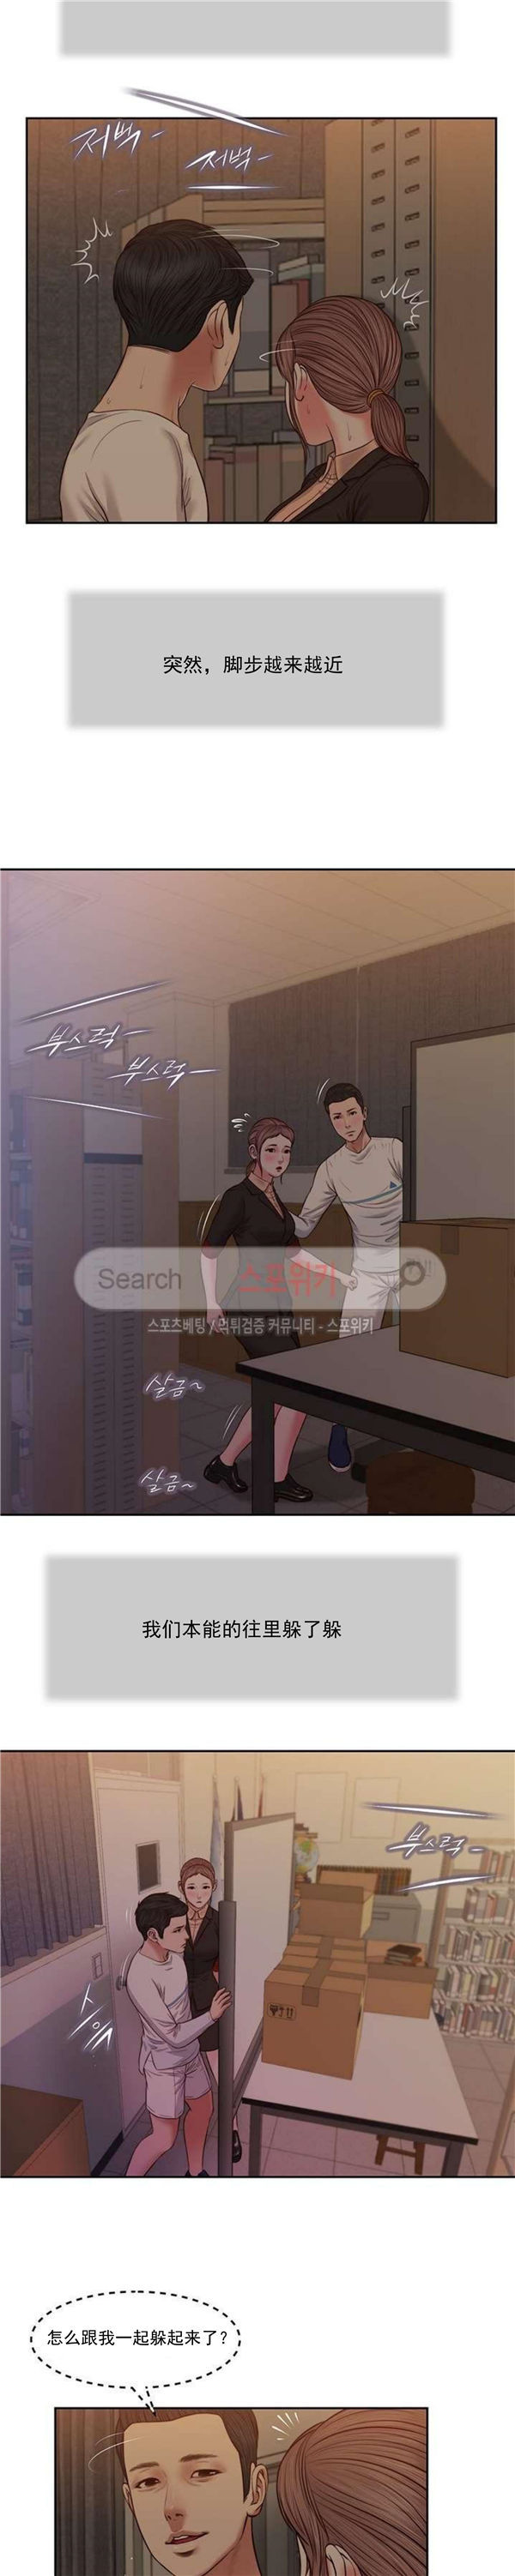 저벅-
저벅-
突然，脚步越来越近
부스럭-
부스럭-
Search 스포위키
스포츠베팅 / 먹튀검증 커뮤니티 - 스포위키
살금~
살금~
我们本能的往里躲了躲
부스럭-
스윽
怎么跟我一起躲起来了？